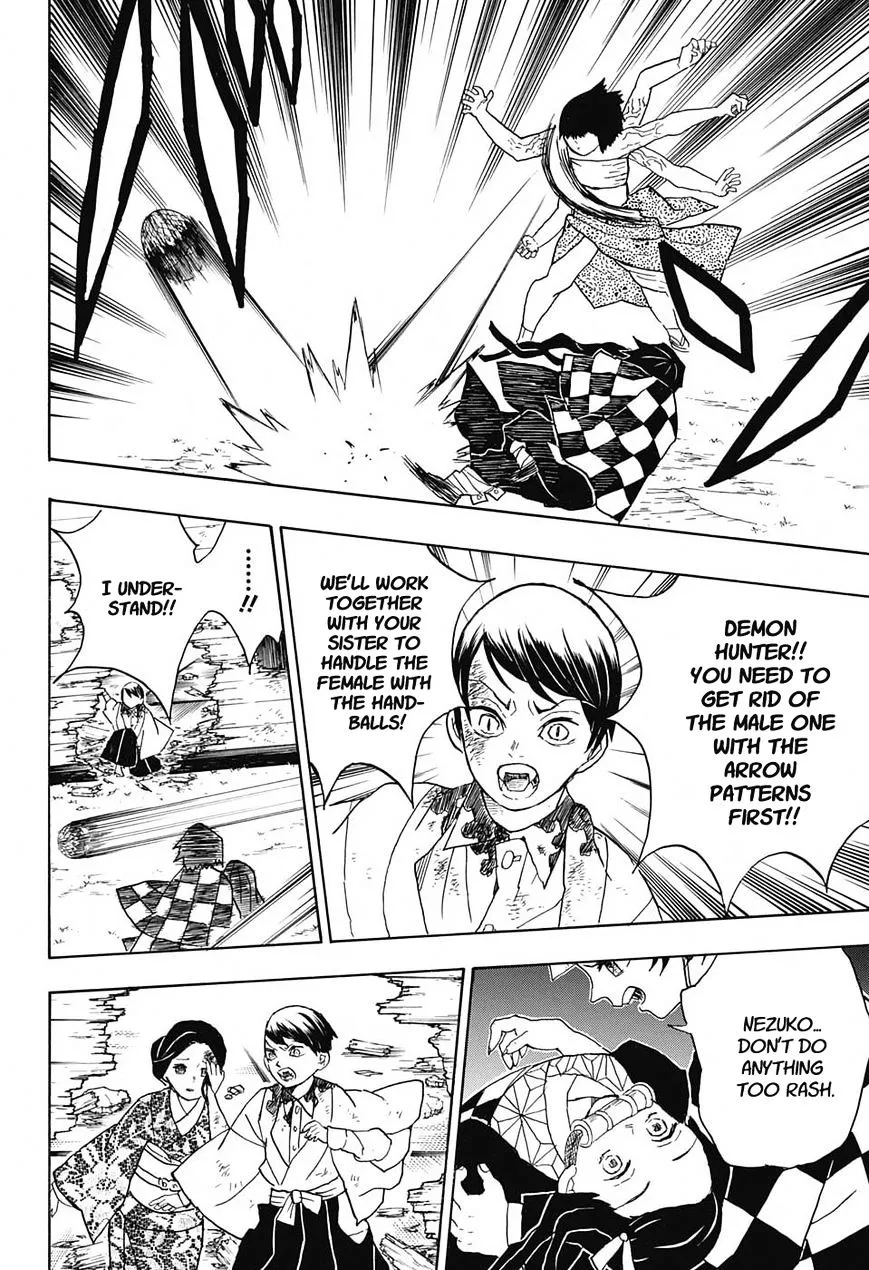 DEMON
HUNTER!!
YOU NEED TO
GET RID OF
THE MALE ONE
WITH THE
ARROW
PATTERNS
FIRST!!
WE'LL WORK
TOGETHER
WITH YOUR
SISTER TO
HANDLE THE
FEMALE WITH
THE HAND-
BALLS!
......!!
I UNDER-
STAND!!
NEZUKO...
DON'T DO
ANYTHING
TOO RASH.